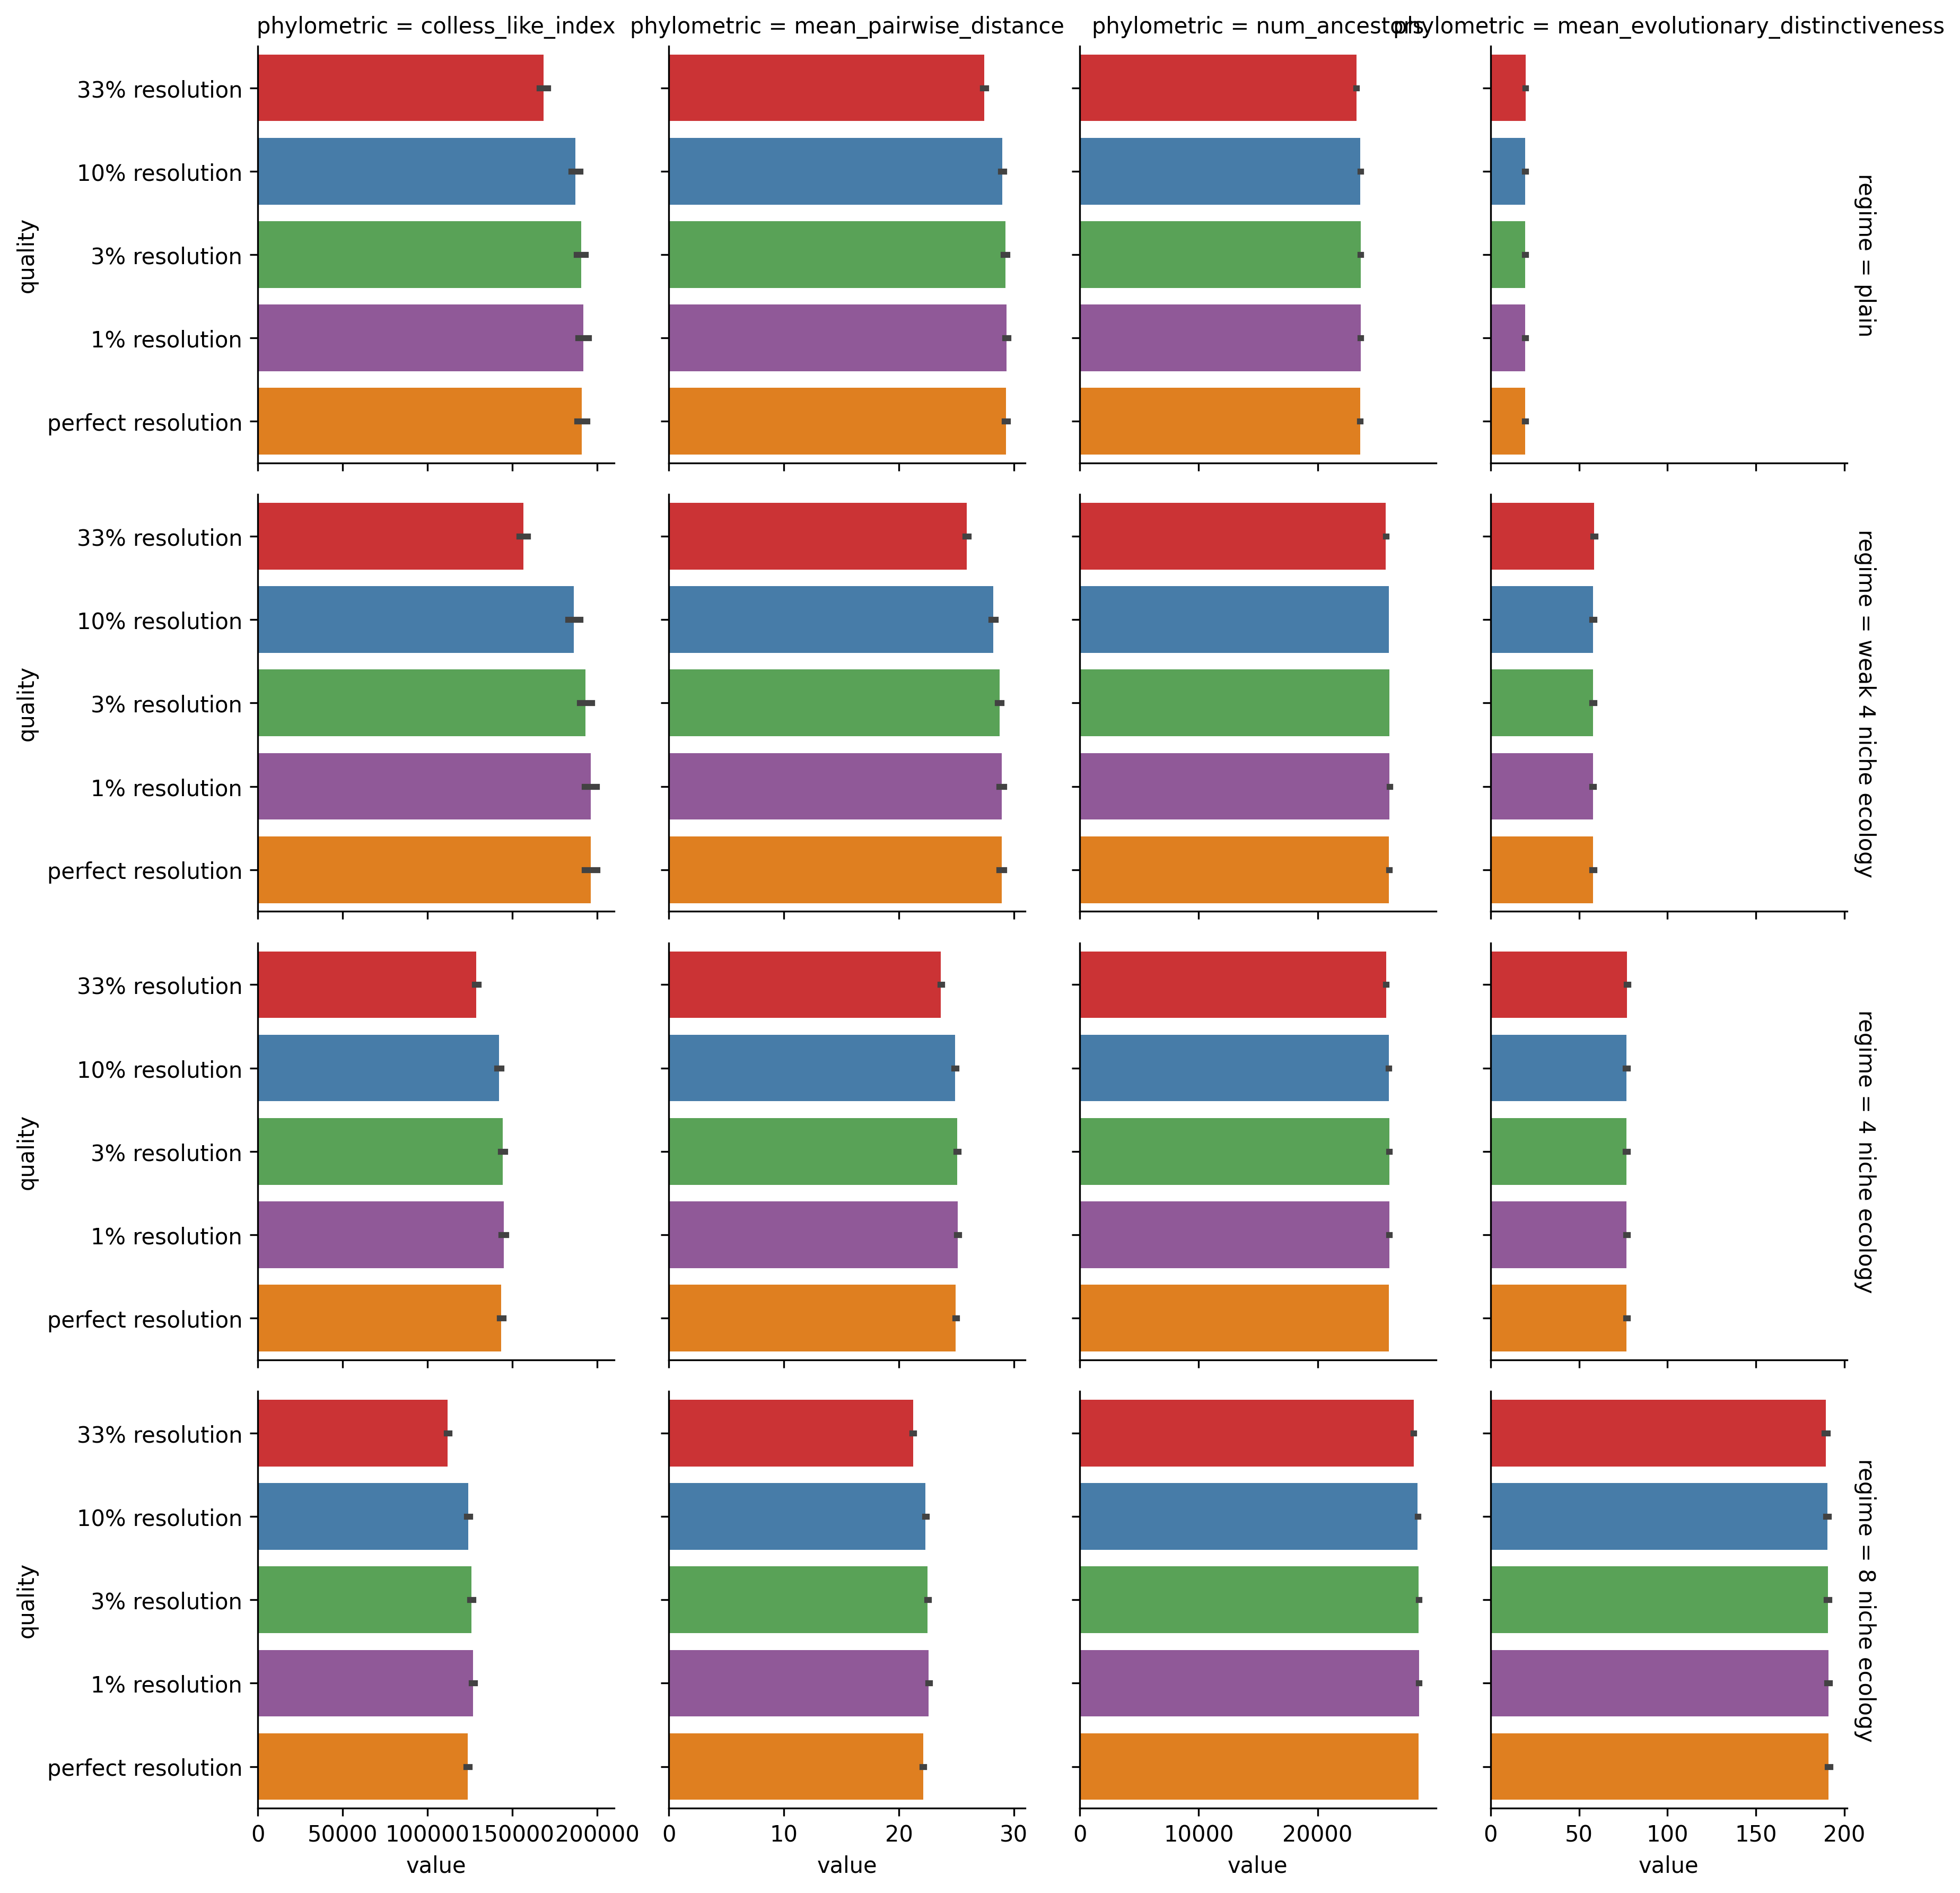 phylometric = colless_like_index
phylometric = mean_pairwise_distance
phylometric = num_ancestors
phylometric = mean_evolutionary_distinctiveness
quality
33% resolution
10% resolution
3% resolution
1% resolution
perfect resolution
regime = plain
quality
33% resolution
10% resolution
3% resolution
1% resolution
perfect resolution
regime = weak 4 niche ecology
quality
33% resolution
10% resolution
3% resolution
1% resolution
perfect resolution
regime = 4 niche ecology
quality
33% resolution
10% resolution
3% resolution
1% resolution
perfect resolution
regime = 8 niche ecology
0 50000 100000 150000 200000
value
0 10 20 30
value
0 10000 20000
value
0 50 100 150 200
value